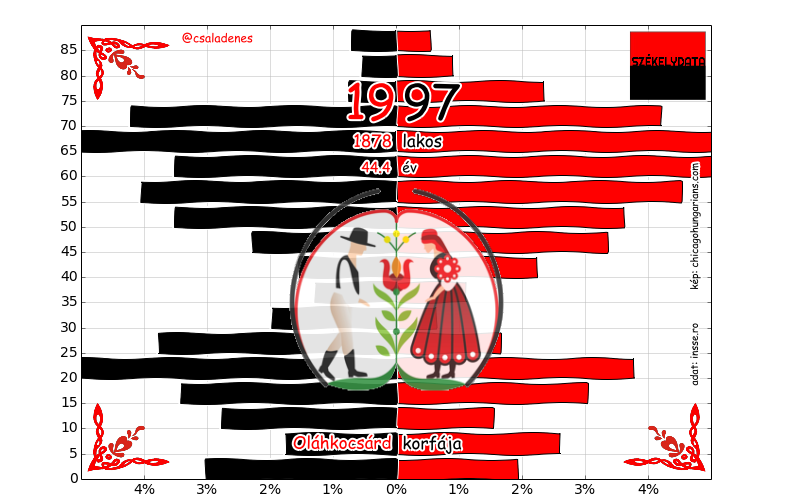 @csaladenes
SZÉKELYDATA
1997
1878 lakos
44.4 év
kép: chicagohungarians.com
adat: insse.ro
Oláhkocsárd korfája
85
80
75
70
65
60
55
50
45
40
35
30
25
20
15
10
5
0
4% 3% 2% 1% 0% 1% 2% 3% 4%